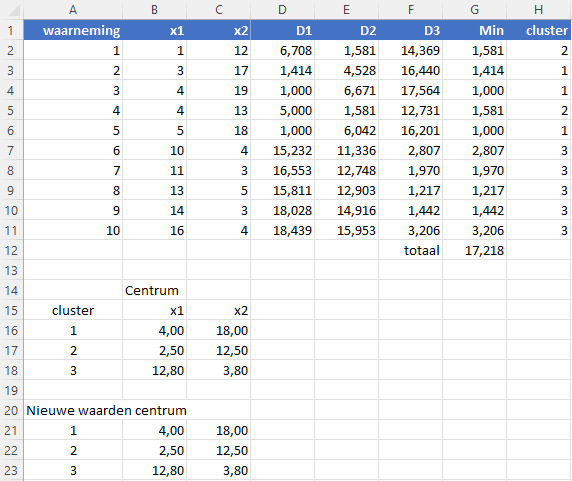 A B C D E F G H
1 waarneming x1 x2 D1 D2 D3 Min cluster
2 1 1 12 6,708 1,581 14,369 1,581 2
3 2 3 17 1,414 4,528 16,440 1,414 1
4 3 4 19 1,000 6,671 17,564 1,000 1
5 4 4 13 5,000 1,581 12,731 1,581 2
6 5 5 18 1,000 6,042 16,201 1,000 1
7 6 10 4 15,232 11,336 2,807 2,807 3
8 7 11 3 16,553 12,748 1,970 1,970 3
9 8 13 5 15,811 12,903 1,217 1,217 3
10 9 14 3 18,028 14,916 1,442 1,442 3
11 10 16 4 18,439 15,953 3,206 3,206 3
12 totaal 17,218
13
14 Centrum
15 cluster x1 x2
16 1 4,00 18,00
17 2 2,50 12,50
18 3 12,80 3,80
19
20 Nieuwe waarden centrum
21 1 4,00 18,00
22 2 2,50 12,50
23 3 12,80 3,80